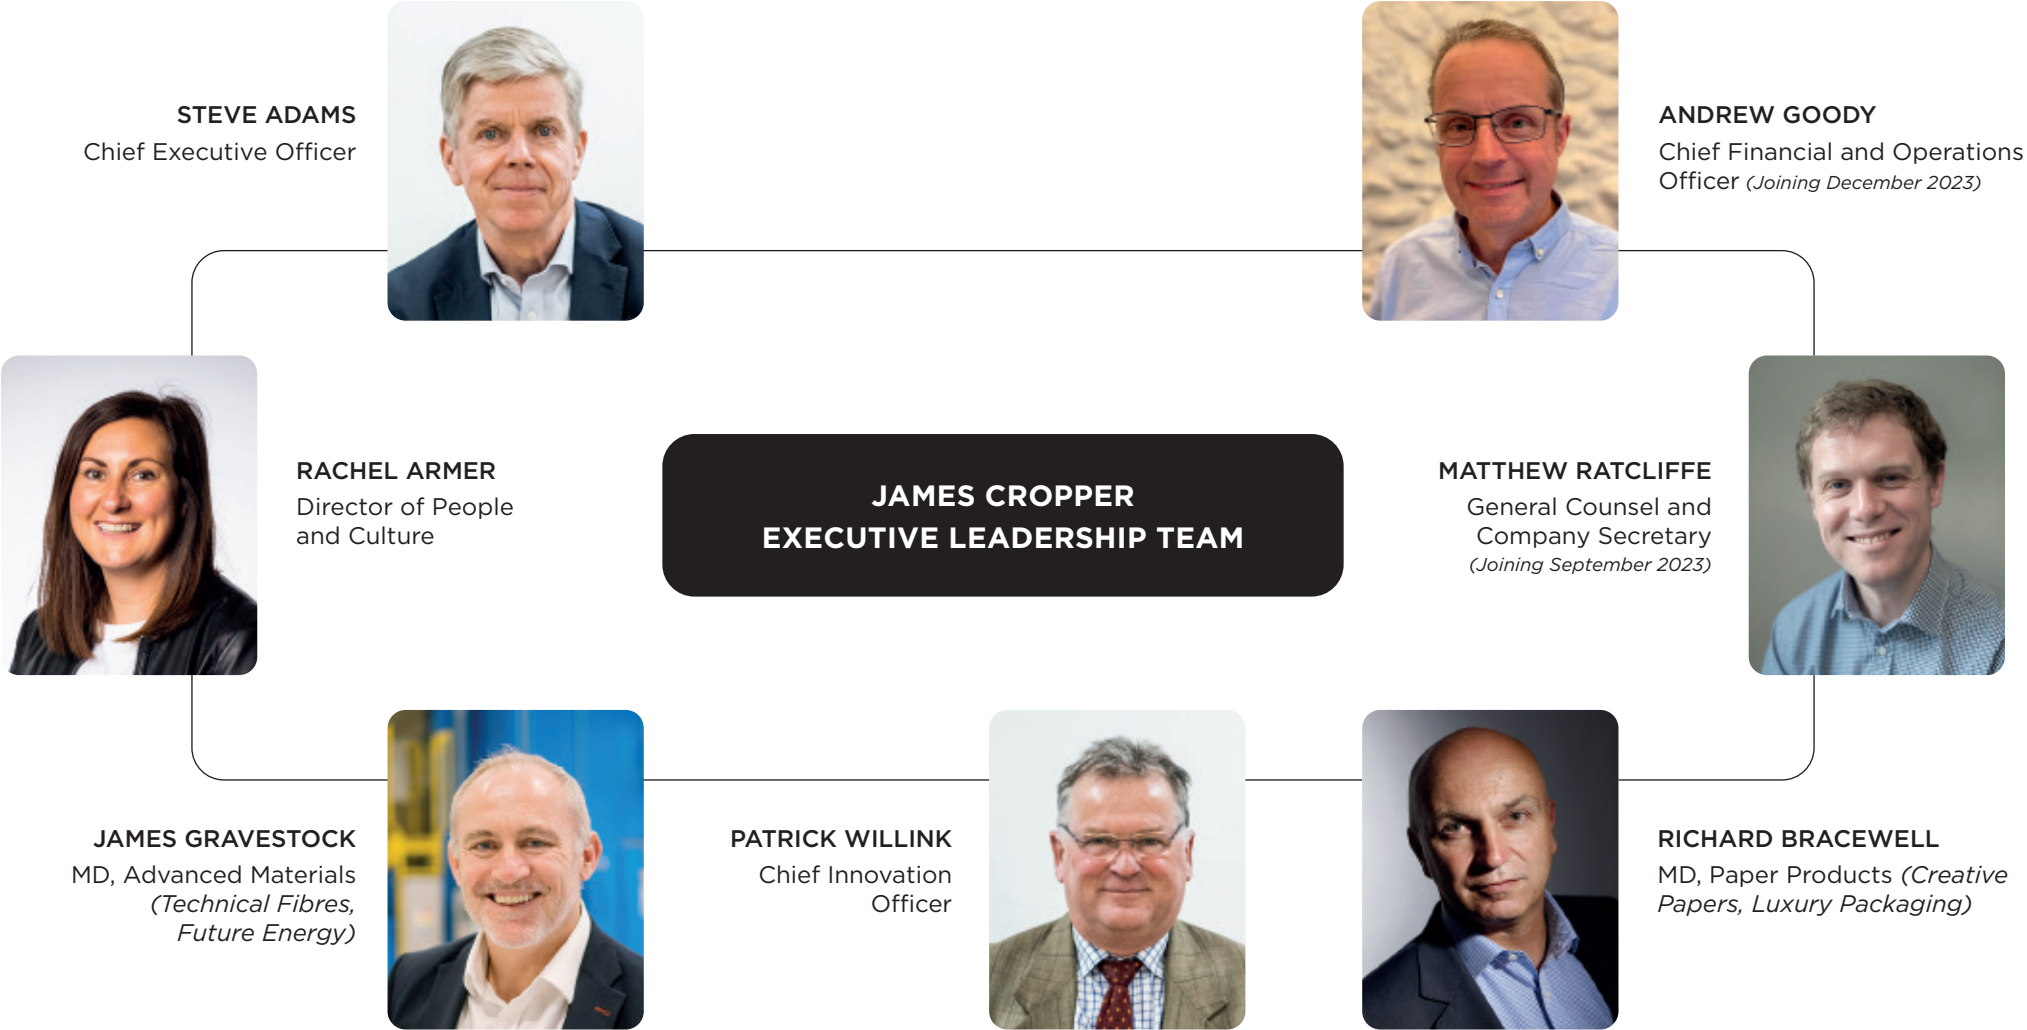 STEVE ADAMS
Chief Executive Officer
ANDREW GOODY
Chief Financial and Operations
Officer (Joining December 2023)
RACHEL ARMER
Director of People
and Culture
JAMES CROPPER
EXECUTIVE LEADERSHIP TEAM
MATTHEW RATCLIFFE
General Counsel and
Company Secretary
(Joining September 2023)
JAMES GRAVESTOCK
MD, Advanced Materials
(Technical Fibres,
Future Energy)
PATRICK WILLINK
Chief Innovation
Officer
RICHARD BRACEWELL
MD, Paper Products (Creative
Papers, Luxury Packaging)